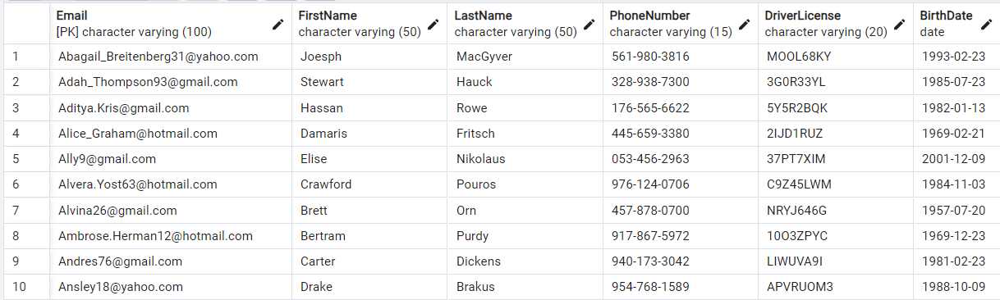 Email FirstName LastName PhoneNumber DriverLicense BirthDate
[PK] character varying (100) character varying (50) character varying (50) character varying (15) character varying (20) date
1 Abagail_Breitenberg31@yahoo.com Joesph MacGyver 561-980-3816 MOOL68KY 1993-02-23
2 Adah_Thompson93@gmail.com Stewart Hauck 328-938-7300 3G0R33YL 1985-07-23
3 Aditya.Kris@gmail.com Hassan Rowe 176-565-6622 5Y5R2BQK 1982-01-13
4 Alice_Graham@hotmail.com Damaris Fritsch 445-659-3380 2IJD1RUZ 1969-02-21
5 Ally9@gmail.com Elise Nikolaus 053-456-2963 37PT7XIM 2001-12-09
6 Alvera.Yost63@hotmail.com Crawford Pouros 976-124-0706 C9Z45LWM 1984-11-03
7 Alvina26@gmail.com Brett Orn 457-878-0700 NRYJ646G 1957-07-20
8 Ambrose.Herman12@hotmail.com Bertram Purdy 917-867-5972 10O3ZPYC 1969-12-23
9 Andres76@gmail.com Carter Dickens 940-173-3042 LIWUVA9I 1981-02-23
10 Ansley18@yahoo.com Drake Brakus 954-768-1589 APVRUOM3 1988-10-09